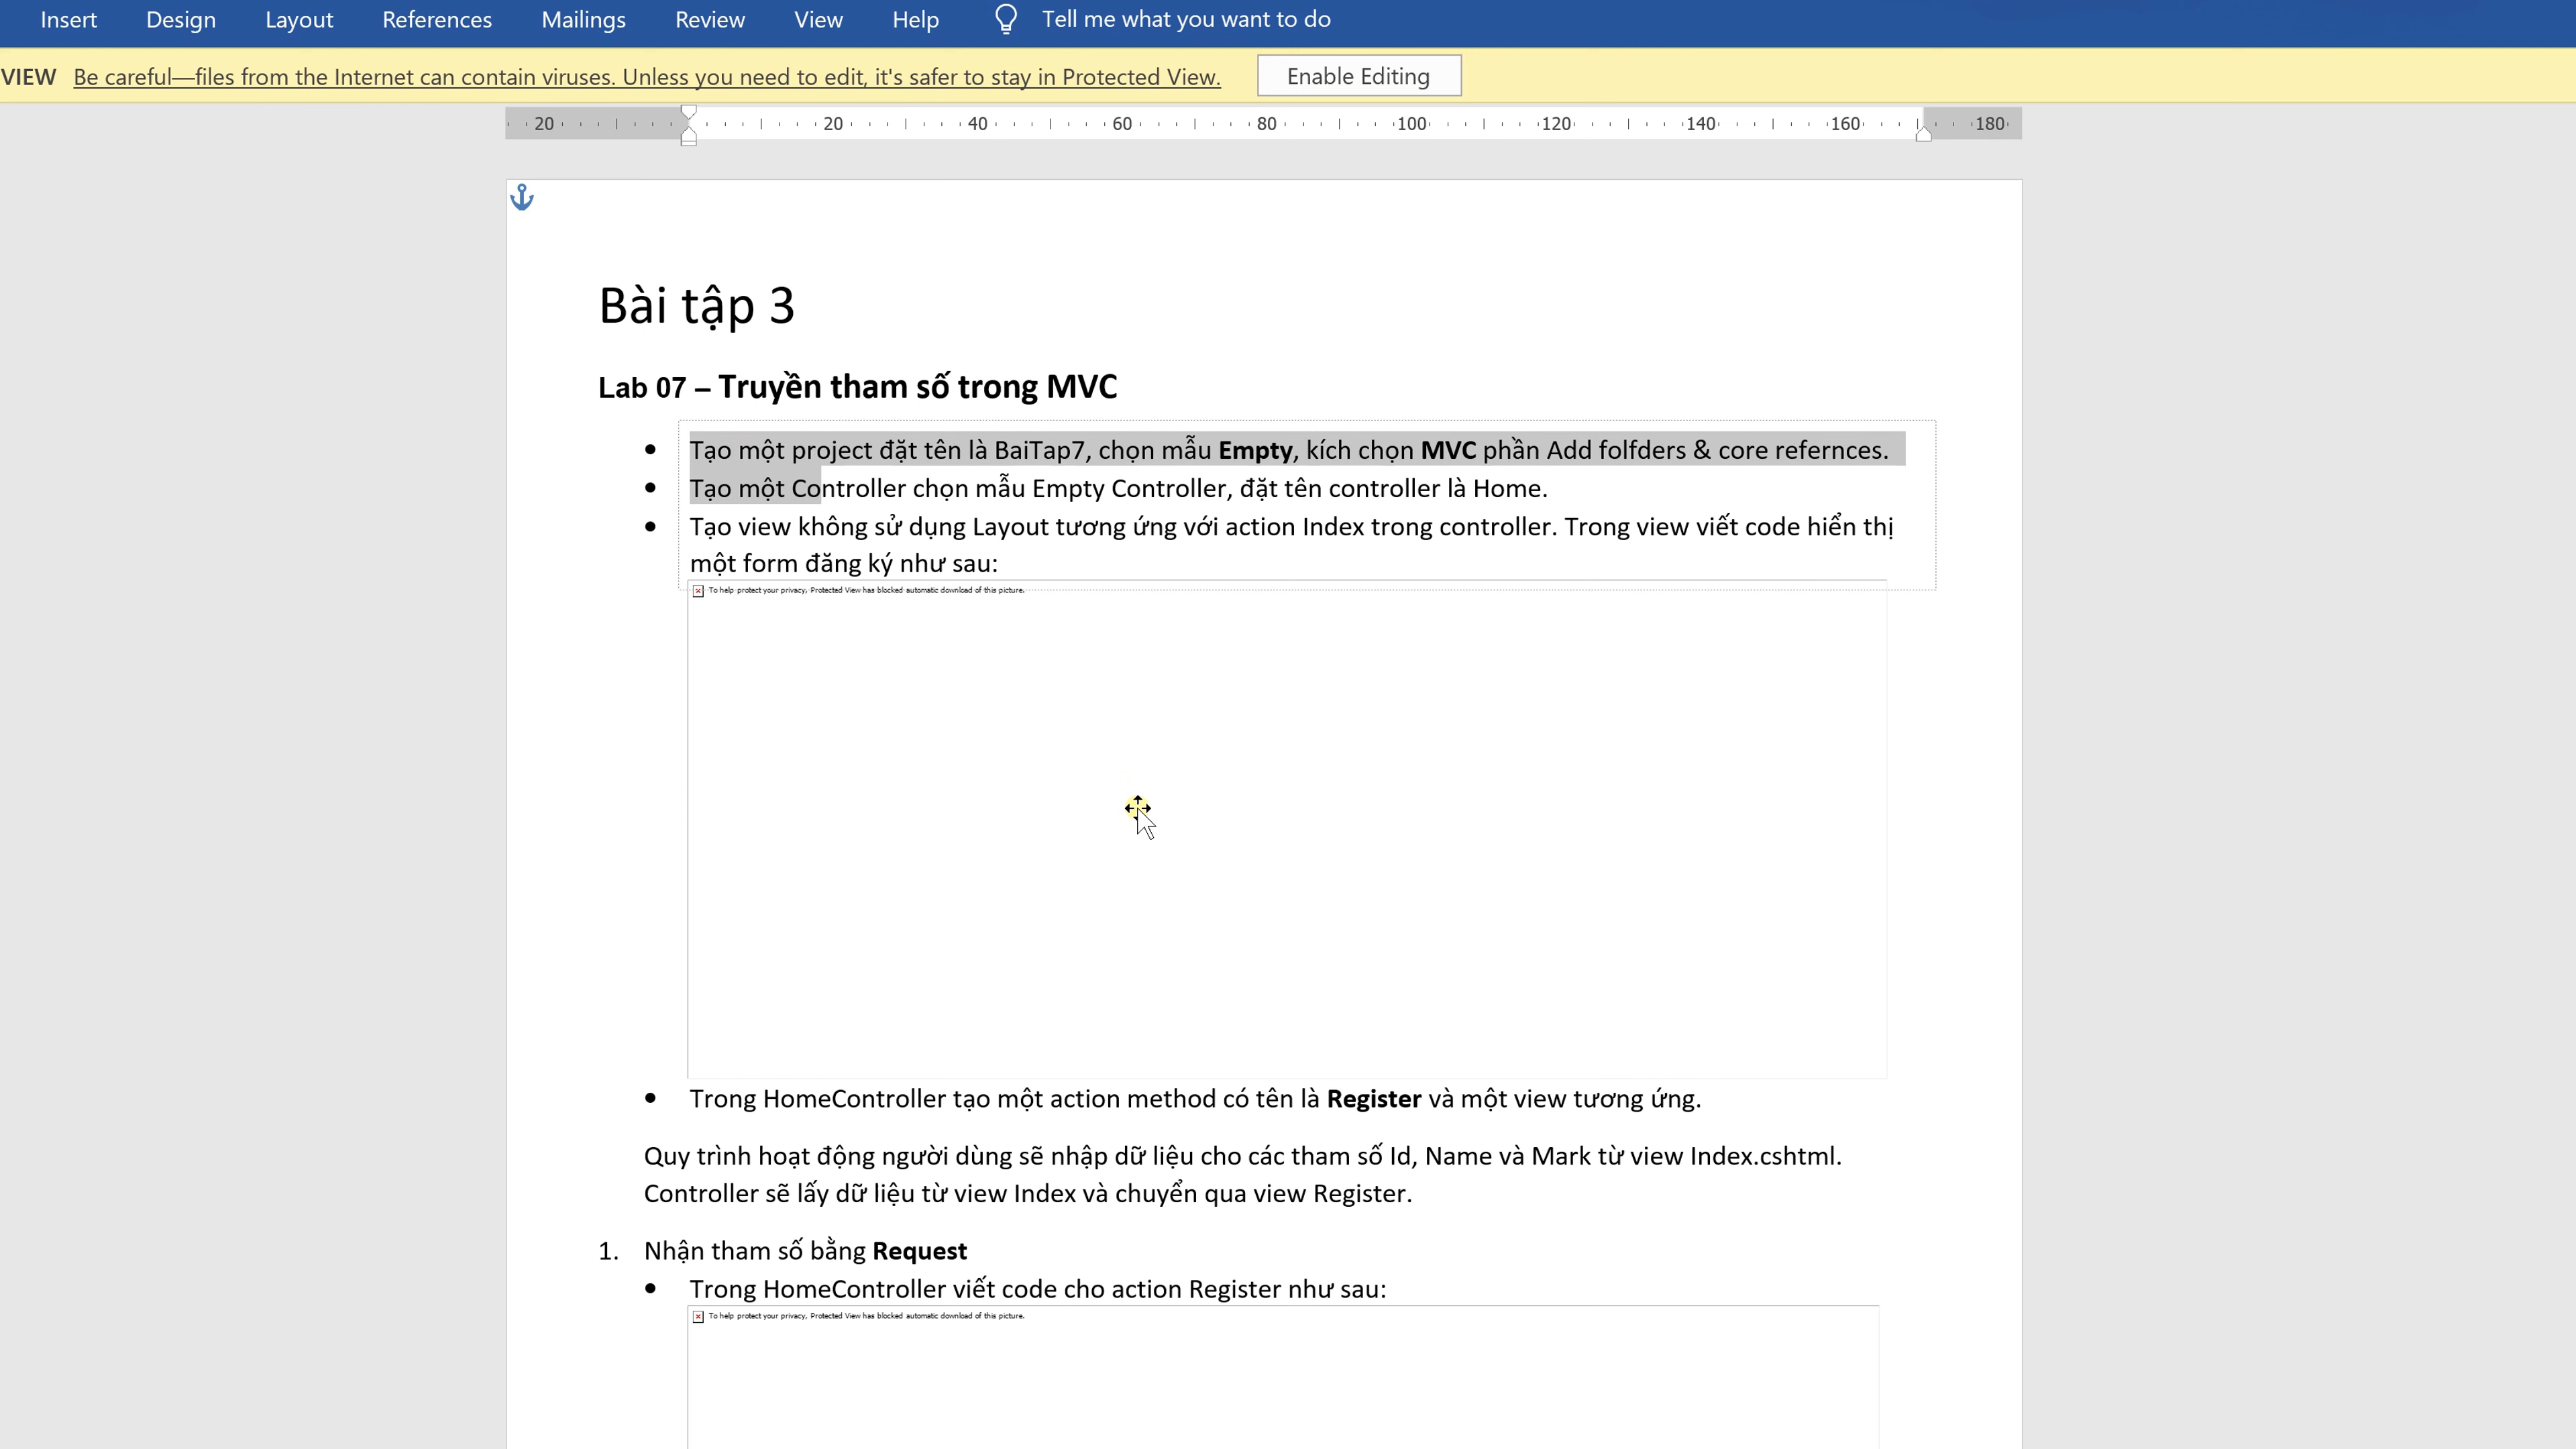 Insert Design Layout References Mailings Review View Help Tell me what you want to do
VIEW Be careful—files from the Internet can contain viruses. Unless you need to edit, it's safer to stay in Protected View. Enable Editing
20 20 40 60 80 100 120 140 160 180
Bài tập 3
Lab 07 – Truyền tham số trong MVC
• Tạo một project đặt tên là BaiTap7, chọn mẫu Empty, kích chọn MVC phần Add folfders & core refernces.
• Tạo một Controller chọn mẫu Empty Controller, đặt tên controller là Home.
• Tạo view không sử dụng Layout tương ứng với action Index trong controller. Trong view viết code hiển thị
một form đăng ký như sau:
To help protect your privacy, Protected View has blocked automatic download of this picture.
• Trong HomeController tạo một action method có tên là Register và một view tương ứng.
Quy trình hoạt động người dùng sẽ nhập dữ liệu cho các tham số Id, Name và Mark từ view Index.cshtml.
Controller sẽ lấy dữ liệu từ view Index và chuyển qua view Register.
1. Nhận tham số bằng Request
• Trong HomeController viết code cho action Register như sau:
To help protect your privacy, Protected View has blocked automatic download of this picture.